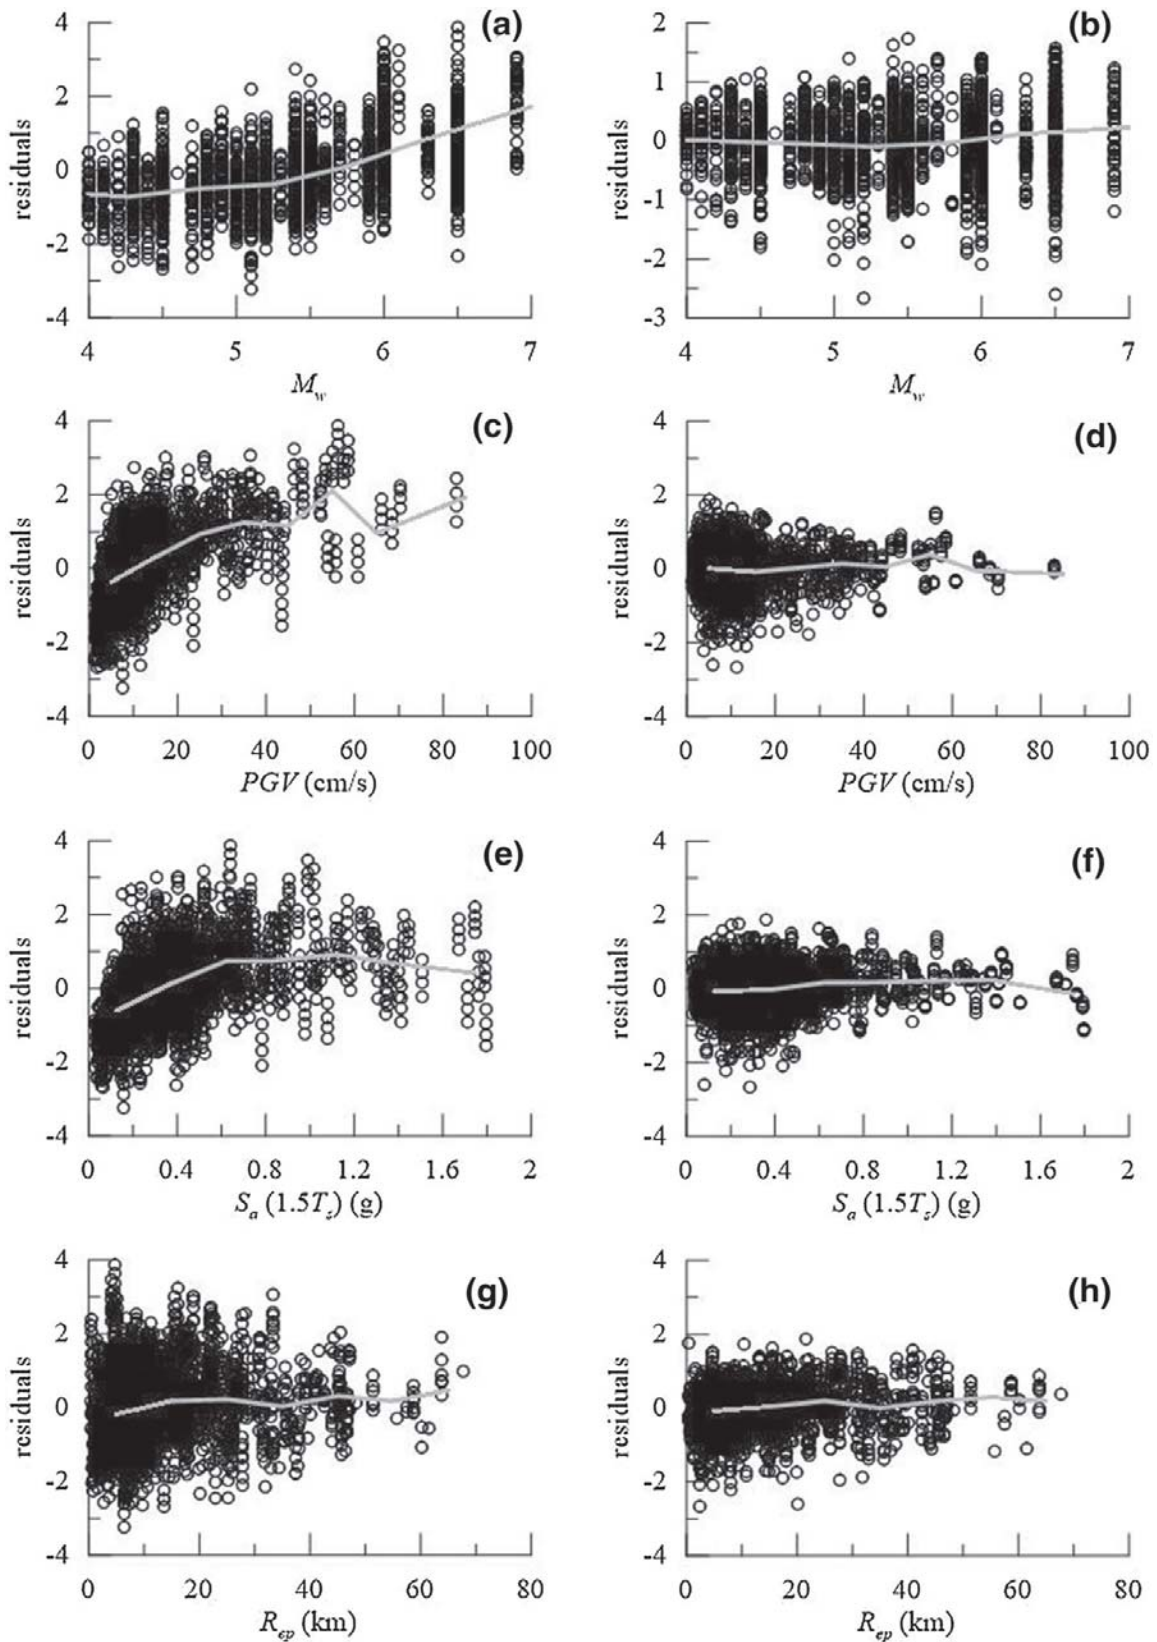 (a)
4
2
0
-2
-4
residuals
4 5 6 7
M_w
(b)
2
1
0
-1
-2
-3
residuals
4 5 6 7
M_w
(c)
4
2
0
-2
-4
residuals
0 20 40 60 80 100
PGV (cm/s)
(d)
4
2
0
-2
-4
residuals
0 20 40 60 80 100
PGV (cm/s)
(e)
4
2
0
-2
-4
residuals
0 0.4 0.8 1.2 1.6 2
S_a (1.5T_s) (g)
(f)
4
2
0
-2
-4
residuals
0 0.4 0.8 1.2 1.6 2
S_a (1.5T_s) (g)
(g)
4
2
0
-2
-4
residuals
0 20 40 60 80
R_ep (km)
(h)
4
2
0
-2
-4
residuals
0 20 40 60 80
R_ep (km)